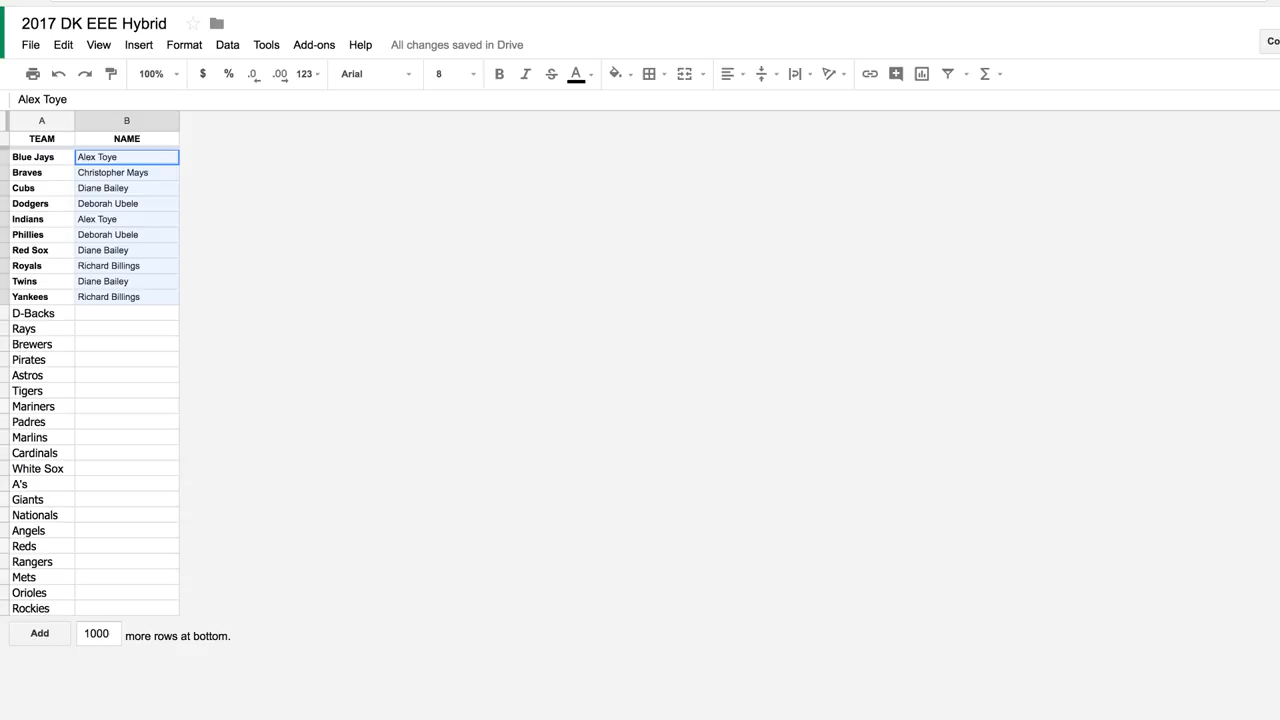 2017 DK EEE Hybrid
File Edit View Insert Format Data Tools Add-ons Help All changes saved in Drive
100% $ % .0 .00 123 Arial 8 B I S A Σ
Alex Toye
A B
TEAM NAME
Blue Jays Alex Toye
Braves Christopher Mays
Cubs Diane Bailey
Dodgers Deborah Ubele
Indians Alex Toye
Phillies Deborah Ubele
Red Sox Diane Bailey
Royals Richard Billings
Twins Diane Bailey
Yankees Richard Billings
D-Backs
Rays
Brewers
Pirates
Astros
Tigers
Mariners
Padres
Marlins
Cardinals
White Sox
A's
Giants
Nationals
Angels
Reds
Rangers
Mets
Orioles
Rockies
Add 1000 more rows at bottom.